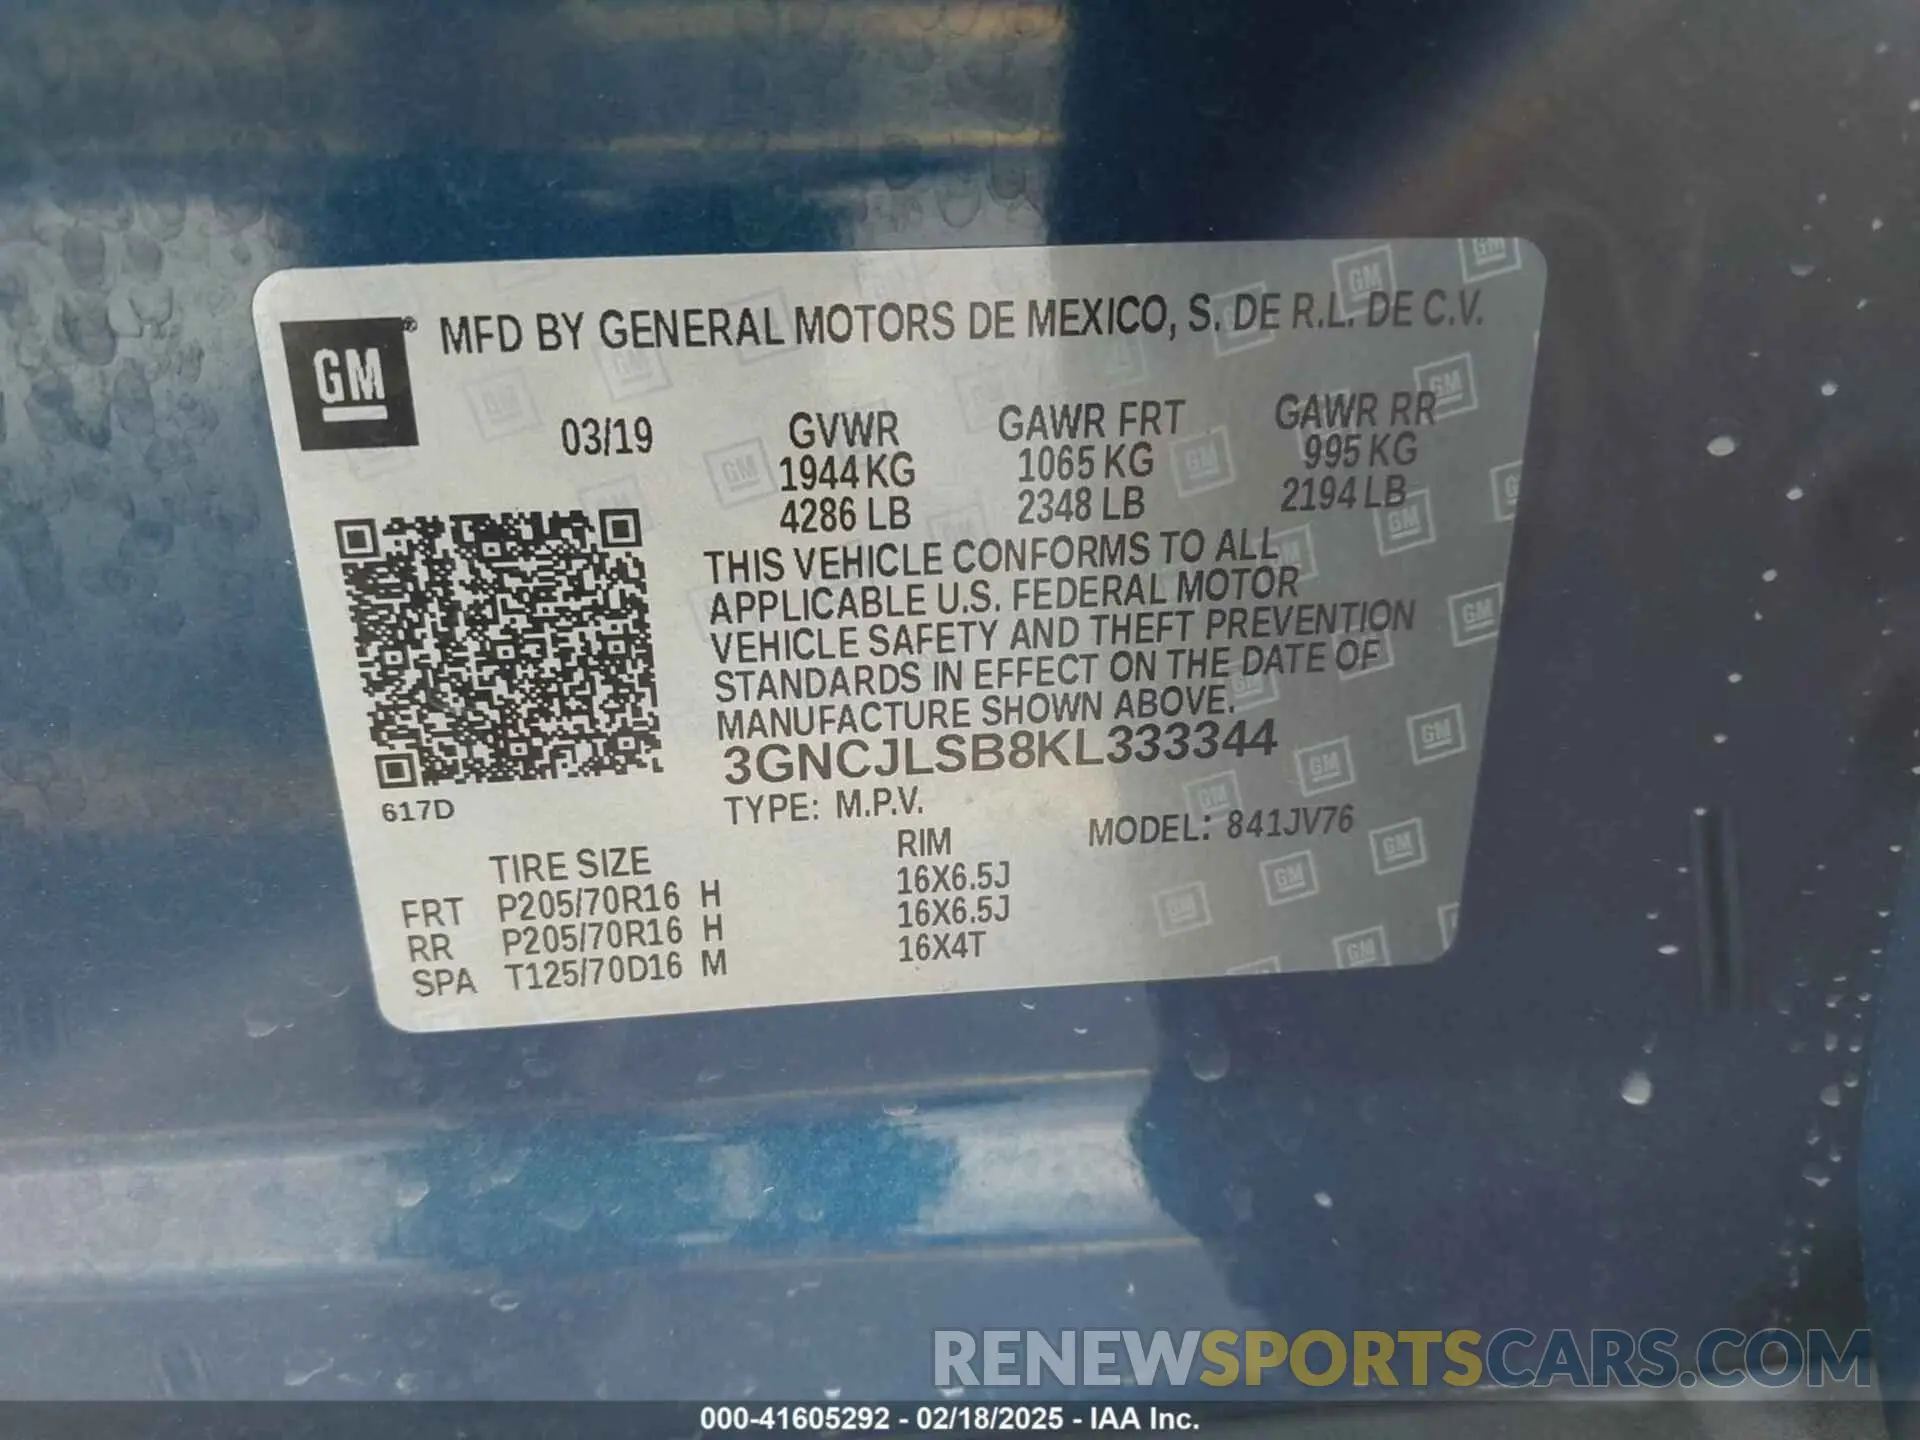 GM® MFD BY GENERAL MOTORS DE MEXICO, S. DE R.L. DE C.V.
03/19 GVWR GAWR FRT GAWR RR
1944 KG 1065 KG 995 KG
4286 LB 2348 LB 2194 LB
THIS VEHICLE CONFORMS TO ALL
APPLICABLE U.S. FEDERAL MOTOR
VEHICLE SAFETY AND THEFT PREVENTION
STANDARDS IN EFFECT ON THE DATE OF
MANUFACTURE SHOWN ABOVE.
3GNCJLSB8KL333344
617D TYPE: M.P.V. MODEL: 841JV76
TIRE SIZE RIM
FRT P205/70R16 H 16X6.5J
RR P205/70R16 H 16X6.5J
SPA T125/70D16 M 16X4T
RENEWSPORTSCARS.COM
000-41605292 - 02/18/2025 - IAA Inc.